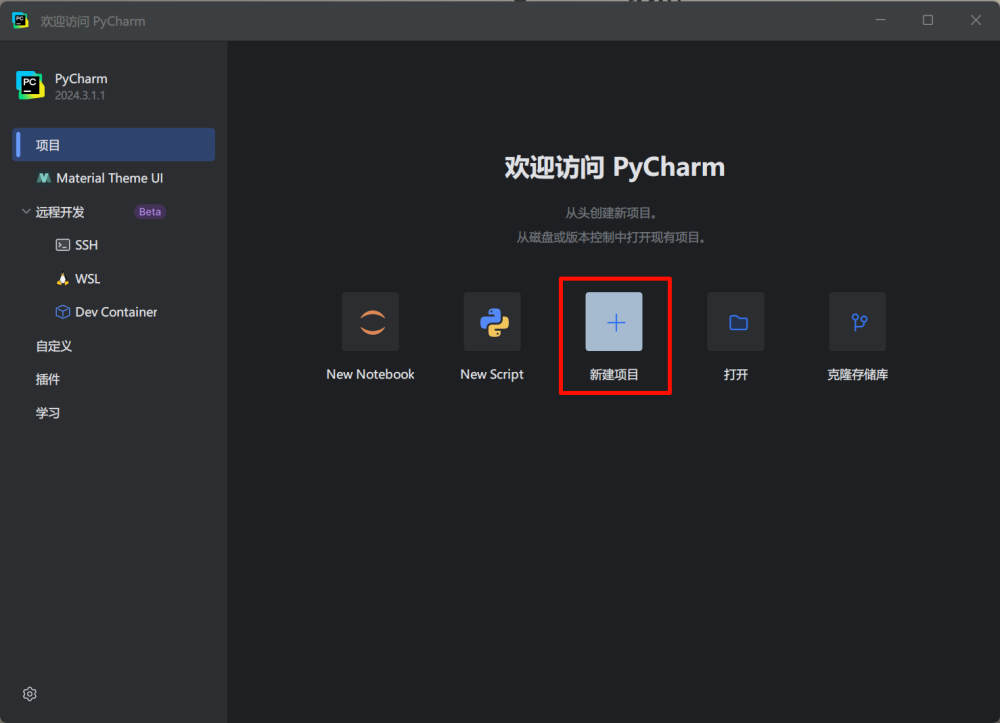 欢迎访问 PyCharm
PC
PyCharm
2024.3.1.1
项目
Material Theme UI
远程开发 Beta
SSH
WSL
Dev Container
自定义
插件
学习
欢迎访问 PyCharm
从头创建新项目。
从磁盘或版本控制中打开现有项目。
New Notebook
New Script
新建项目
打开
克隆存储库